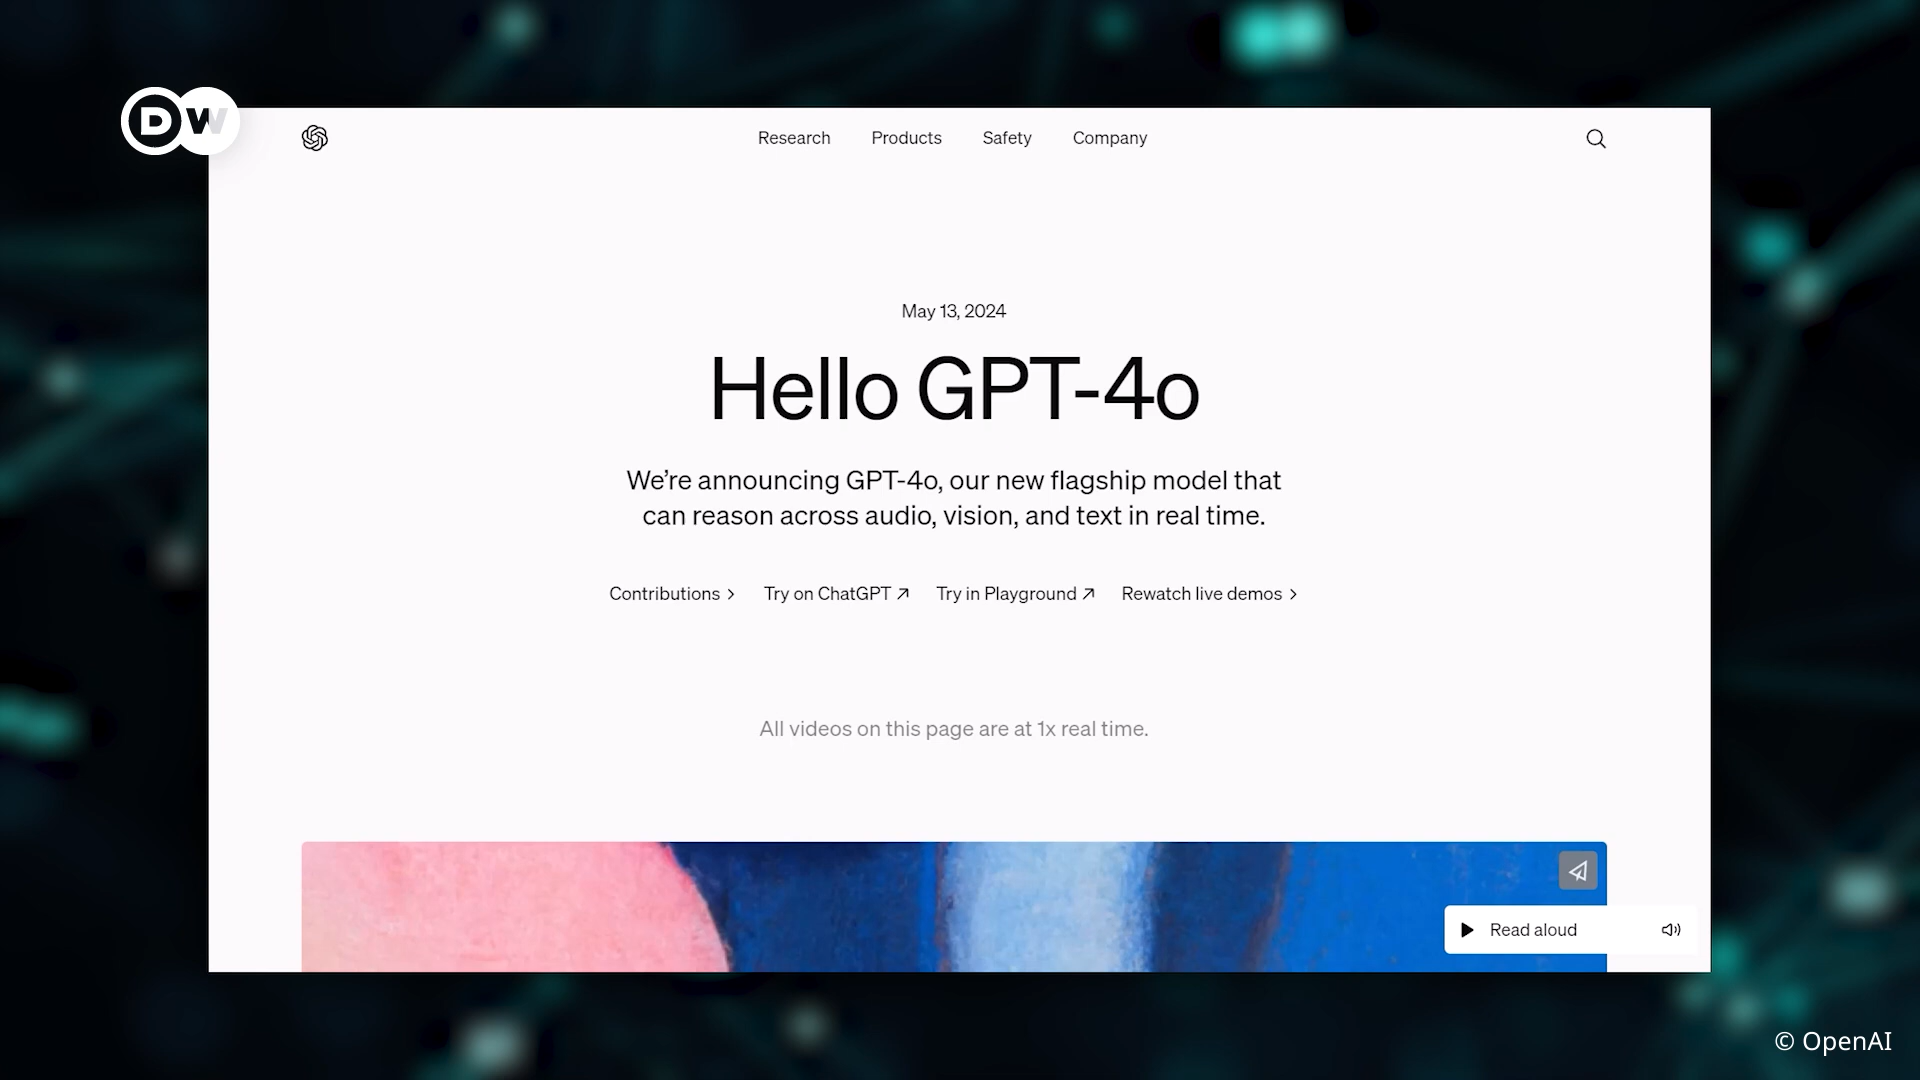 DW
Research Products Safety Company
May 13, 2024
Hello GPT-4o
We’re announcing GPT-4o, our new flagship model that
can reason across audio, vision, and text in real time.
Contributions Try on ChatGPT Try in Playground Rewatch live demos
All videos on this page are at 1x real time.
Read aloud
© OpenAI